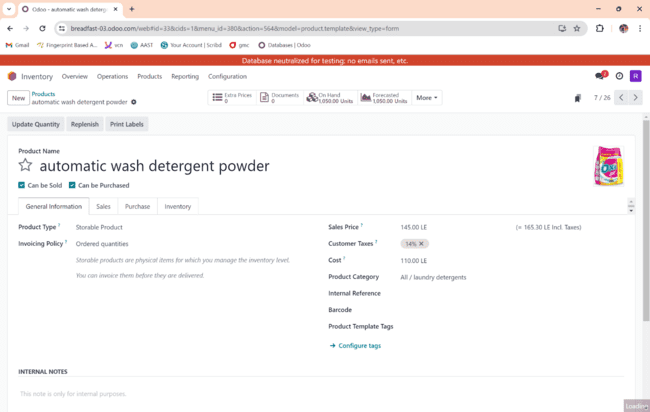 Odoo - automatic wash deterg
breadfast-03.odoo.com/web#id=33&cids=1&menu_id=380&action=564&model=product.template&view_type=form
Gmail Fingerprint Based A... vcn AAST Your Account | Scribd gmc Databases | Odoo
Database neutralized for testing: no emails sent, etc.
Inventory Overview Operations Products Reporting Configuration R
New Products
automatic wash detergent powder
Extra Prices 0 Documents 0 On Hand 1,050.00 Units Forecasted 1,050.00 Units More 7 / 26
Update Quantity Replenish Print Labels
Product Name
automatic wash detergent powder
Can be Sold Can be Purchased
General Information Sales Purchase Inventory
Product Type ? Storable Product Sales Price ? 145.00 LE (= 165.30 LE Incl. Taxes)
Invoicing Policy ? Ordered quantities Customer Taxes ? 14% ×
Storable products are physical items for which you manage the inventory level. Cost ? 110.00 LE
You can invoice them before they are delivered. Product Category All / laundry detergents
Internal Reference
Barcode
Product Template Tags
Configure tags
INTERNAL NOTES
This note is only for internal purposes.
Loading